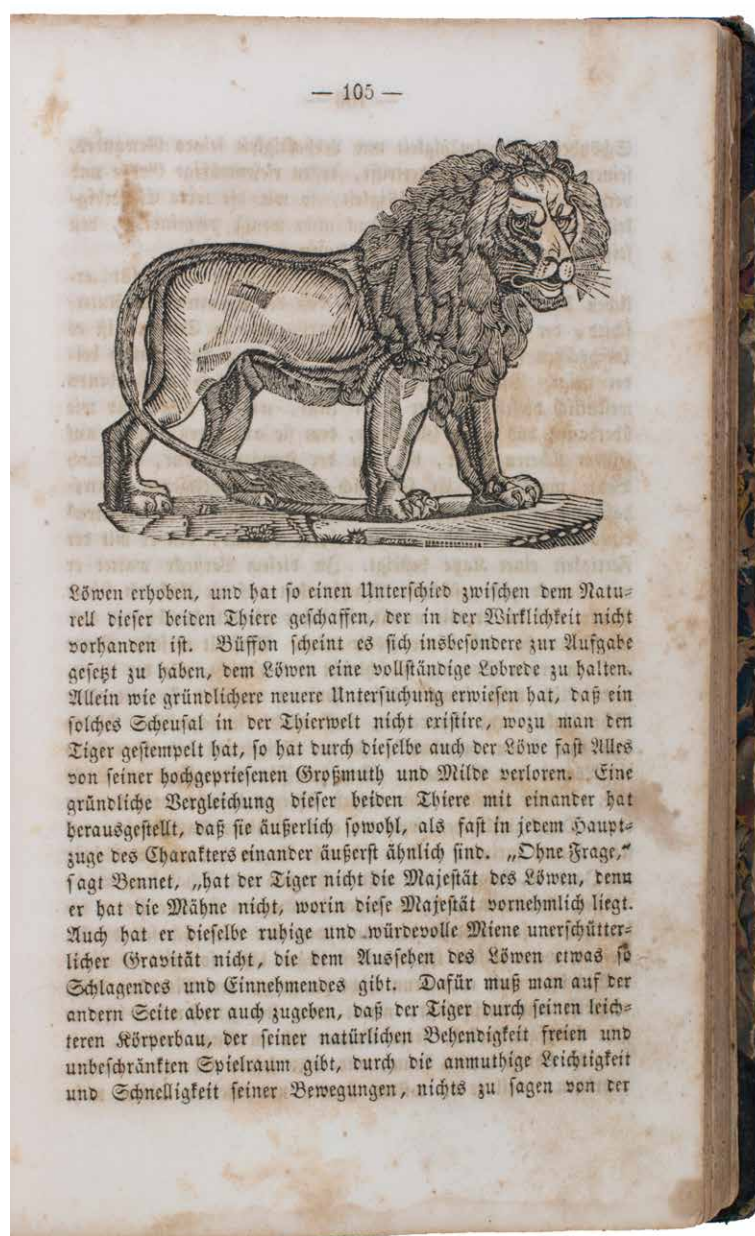 — 105 —
Löwen erhoben, und hat so einen Unterschied zwischen dem Natu-
rell dieser beiden Thiere geschaffen, der in der Wirklichkeit nicht
vorhanden ist. Büffon scheint es sich insbesondere zur Aufgabe
gesetzt zu haben, dem Löwen eine vollständige Lobrede zu halten.
Allein wie gründlichere neuere Untersuchung erwiesen hat, daß ein
solches Scheusal in der Thierwelt nicht existire, wozu man den
Tiger gestempelt hat, so hat durch dieselbe auch der Löwe fast Alles
von seiner hochgepriesenen Großmuth und Milde verloren. Eine
gründliche Vergleichung dieser beiden Thiere mit einander hat
herausgestellt, daß sie äußerlich sowohl, als fast in jedem Haupt-
zuge des Charakters einander äußerst ähnlich sind. „Ohne Frage,“
sagt Bennet, „hat der Tiger nicht die Majestät des Löwen, denn
er hat die Mähne nicht, worin diese Majestät vornehmlich liegt.
Auch hat er dieselbe ruhige und würdevolle Miene unerschütter-
licher Gravität nicht, die dem Aussehen des Löwen etwas so
Schlagendes und Einnehmendes gibt. Dafür muß man auf der
andern Seite aber auch zugeben, daß der Tiger durch seinen leich-
teren Körperbau, der seiner natürlichen Behendigkeit freien und
unbeschränkten Spielraum gibt, durch die anmuthige Leichtigkeit
und Schnelligkeit seiner Bewegungen, nichts zu sagen von der